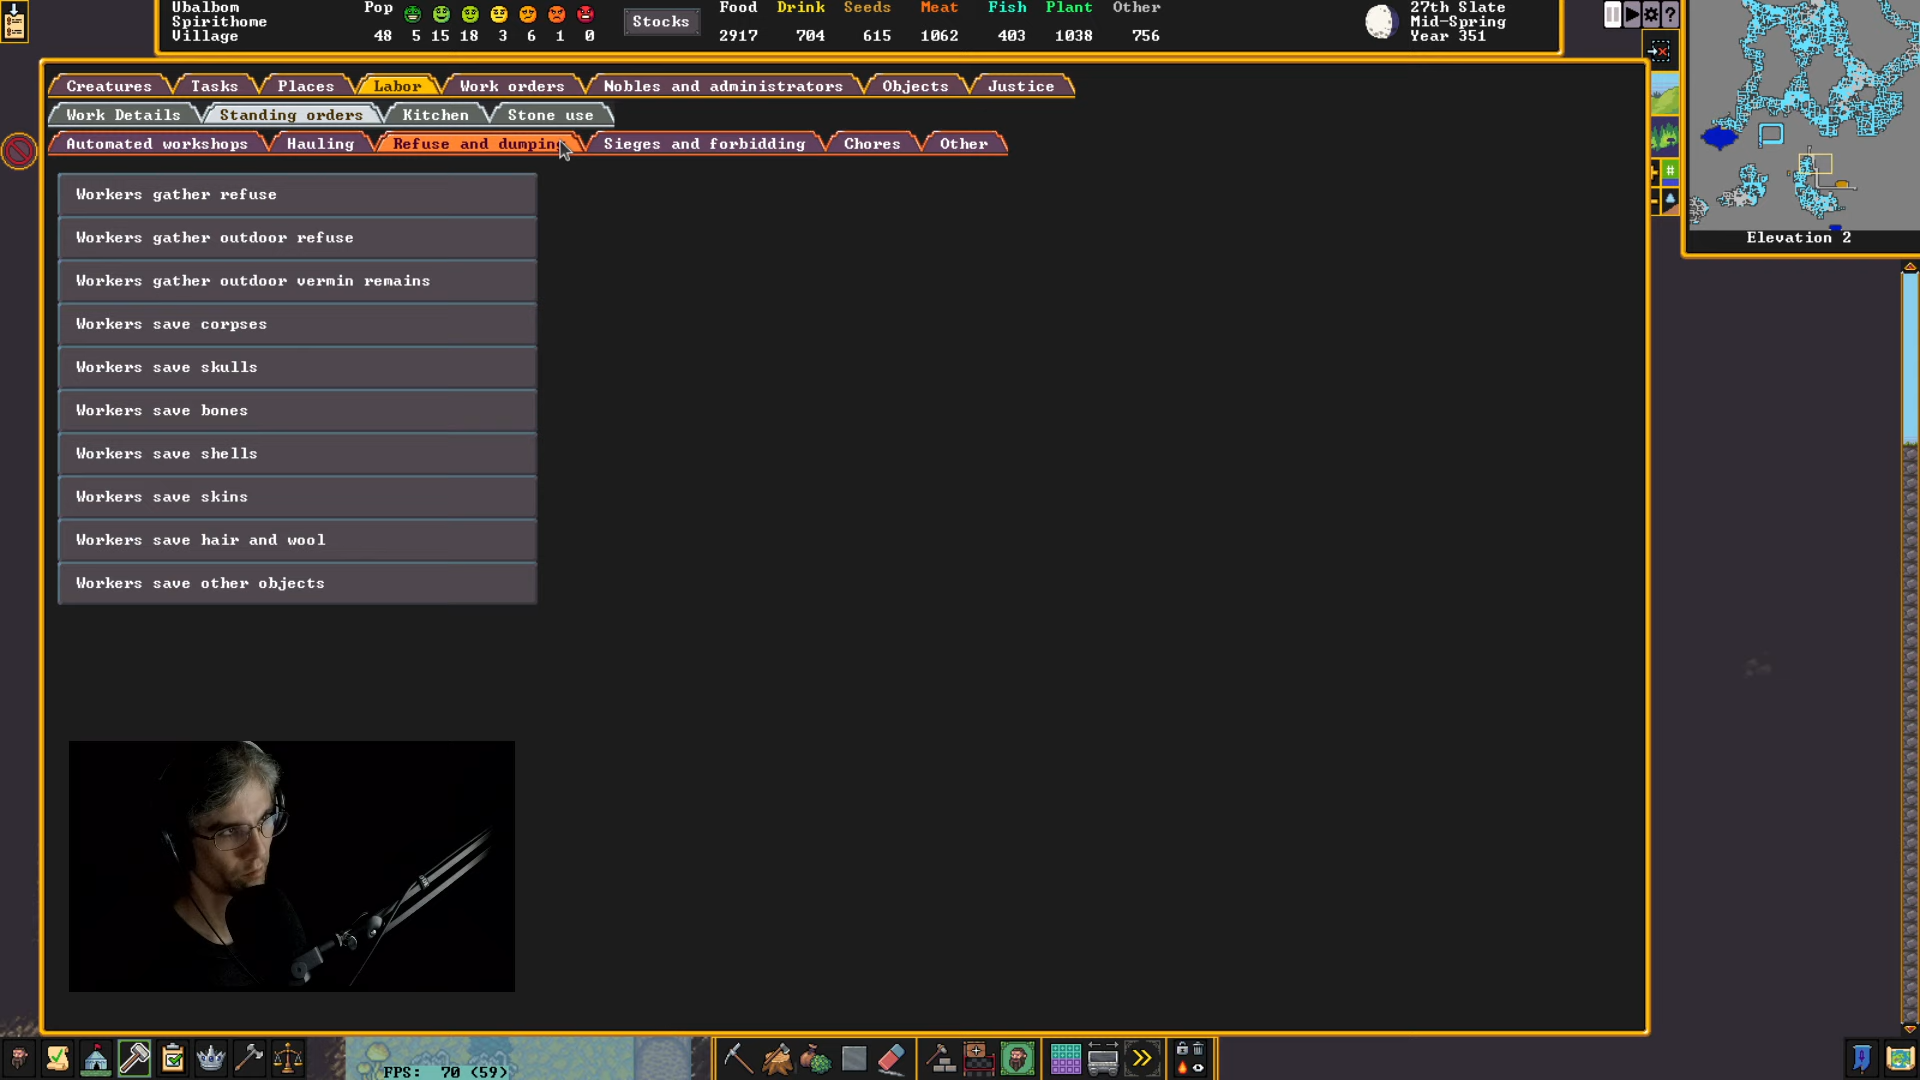 Ubalbom
Spirithome
Village
Pop
48 5 15 18 3 6 1 0
Stocks
Food Drink Seeds Meat Fish Plant Other
2917 704 615 1062 403 1038 756
27th Slate
Mid-Spring
Year 351
?
Creatures Tasks Places Labor Work orders Nobles and administrators Objects Justice
Work Details Standing orders Kitchen Stone use
Automated workshops Hauling Refuse and dumping Sieges and forbidding Chores Other
Workers gather refuse
Workers gather outdoor refuse
Workers gather outdoor vermin remains
Workers save corpses
Workers save skulls
Workers save bones
Workers save shells
Workers save skins
Workers save hair and wool
Workers save other objects
Elevation 2
FPS: 70 (59)